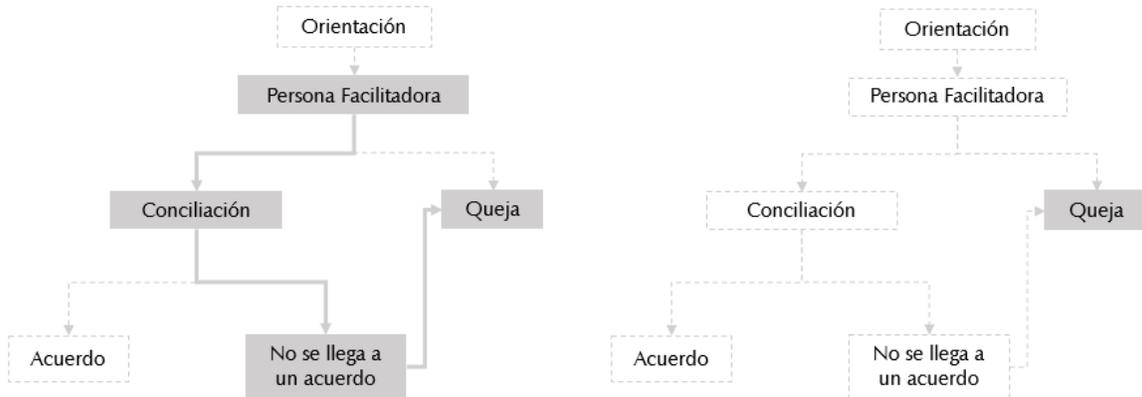 Orientación
Persona Facilitadora
Conciliación
Queja
Acuerdo
No se llega a
un acuerdo
Orientación
Persona Facilitadora
Conciliación
Queja
Acuerdo
No se llega a
un acuerdo